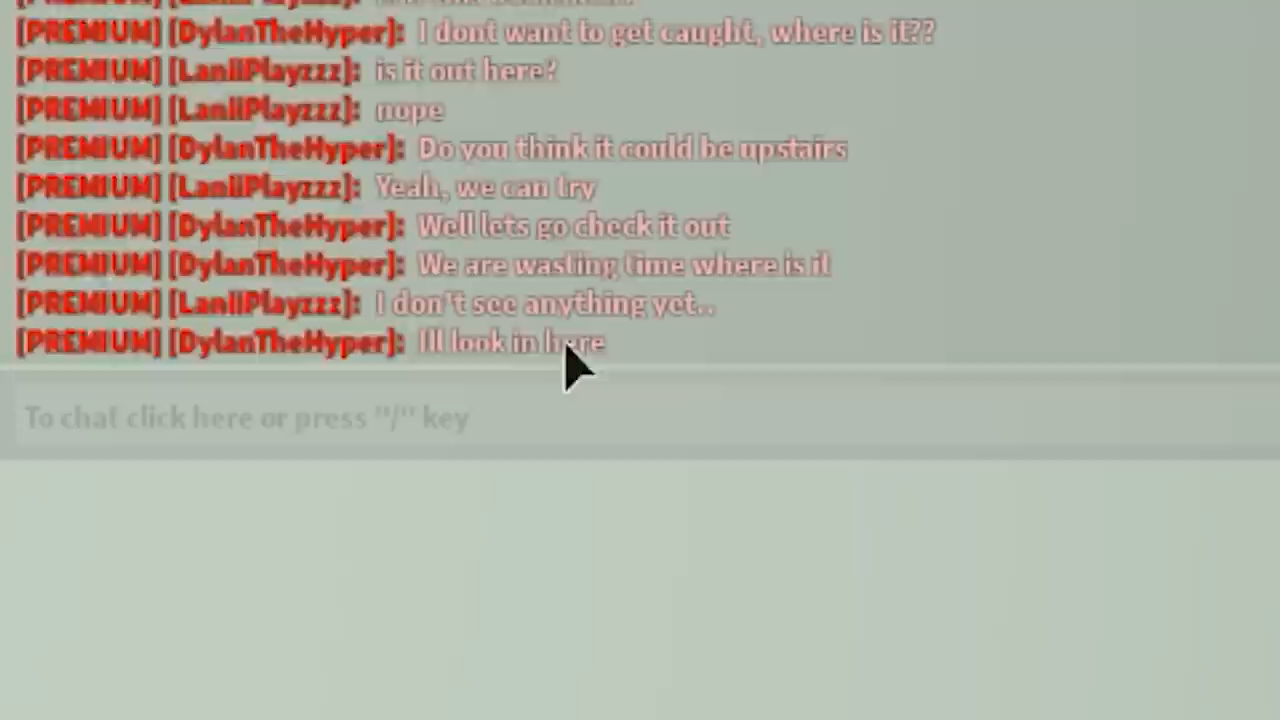 [PREMIUM] [DylanTheHyper]: I dont want to get caught, where is it??
[PREMIUM] [LaniiPlayzzz]: is it out here?
[PREMIUM] [LaniiPlayzzz]: nope
[PREMIUM] [DylanTheHyper]: Do you think it could be upstairs
[PREMIUM] [LaniiPlayzzz]: Yeah, we can try
[PREMIUM] [DylanTheHyper]: Well lets go check it out
[PREMIUM] [DylanTheHyper]: We are wasting time where is it
[PREMIUM] [LaniiPlayzzz]: I don't see anything yet..
[PREMIUM] [DylanTheHyper]: Ill look in here
To chat click here or press "/" key